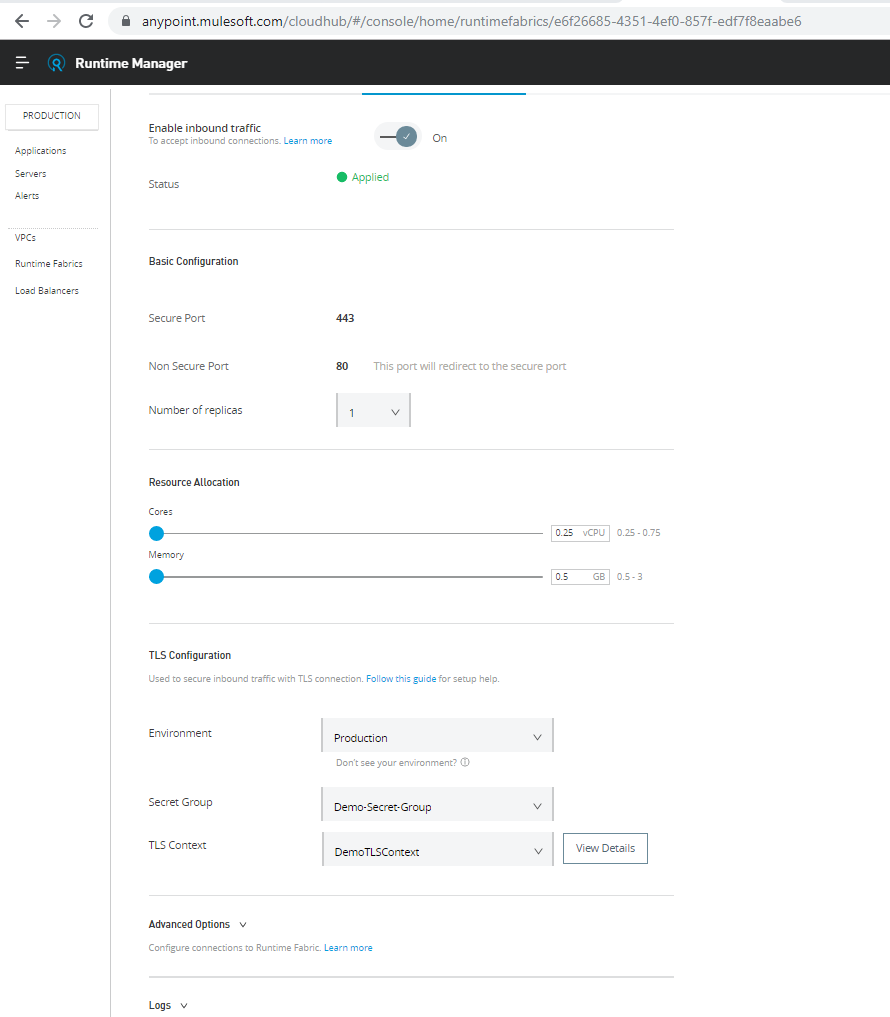 anypoint.mulesoft.com/cloudhub/#/console/home/runtimefabrics/e6f26685-4351-4ef0-857f-edf7f8eaabe6
Runtime Manager
PRODUCTION
Applications
Servers
Alerts
VPCs
Runtime Fabrics
Load Balancers
Enable inbound traffic
To accept inbound connections. Learn more
On
Status
Applied
Basic Configuration
Secure Port
443
Non Secure Port
80
This port will redirect to the secure port
Number of replicas
1
Resource Allocation
Cores
0.25 vCPU
0.25 - 0.75
Memory
0.5 GB
0.5 - 3
TLS Configuration
Used to secure inbound traffic with TLS connection. Follow this guide for setup help.
Environment
Production
Don't see your environment?
Secret Group
Demo-Secret-Group
TLS Context
DemoTLSContext
View Details
Advanced Options
Configure connections to Runtime Fabric. Learn more
Logs